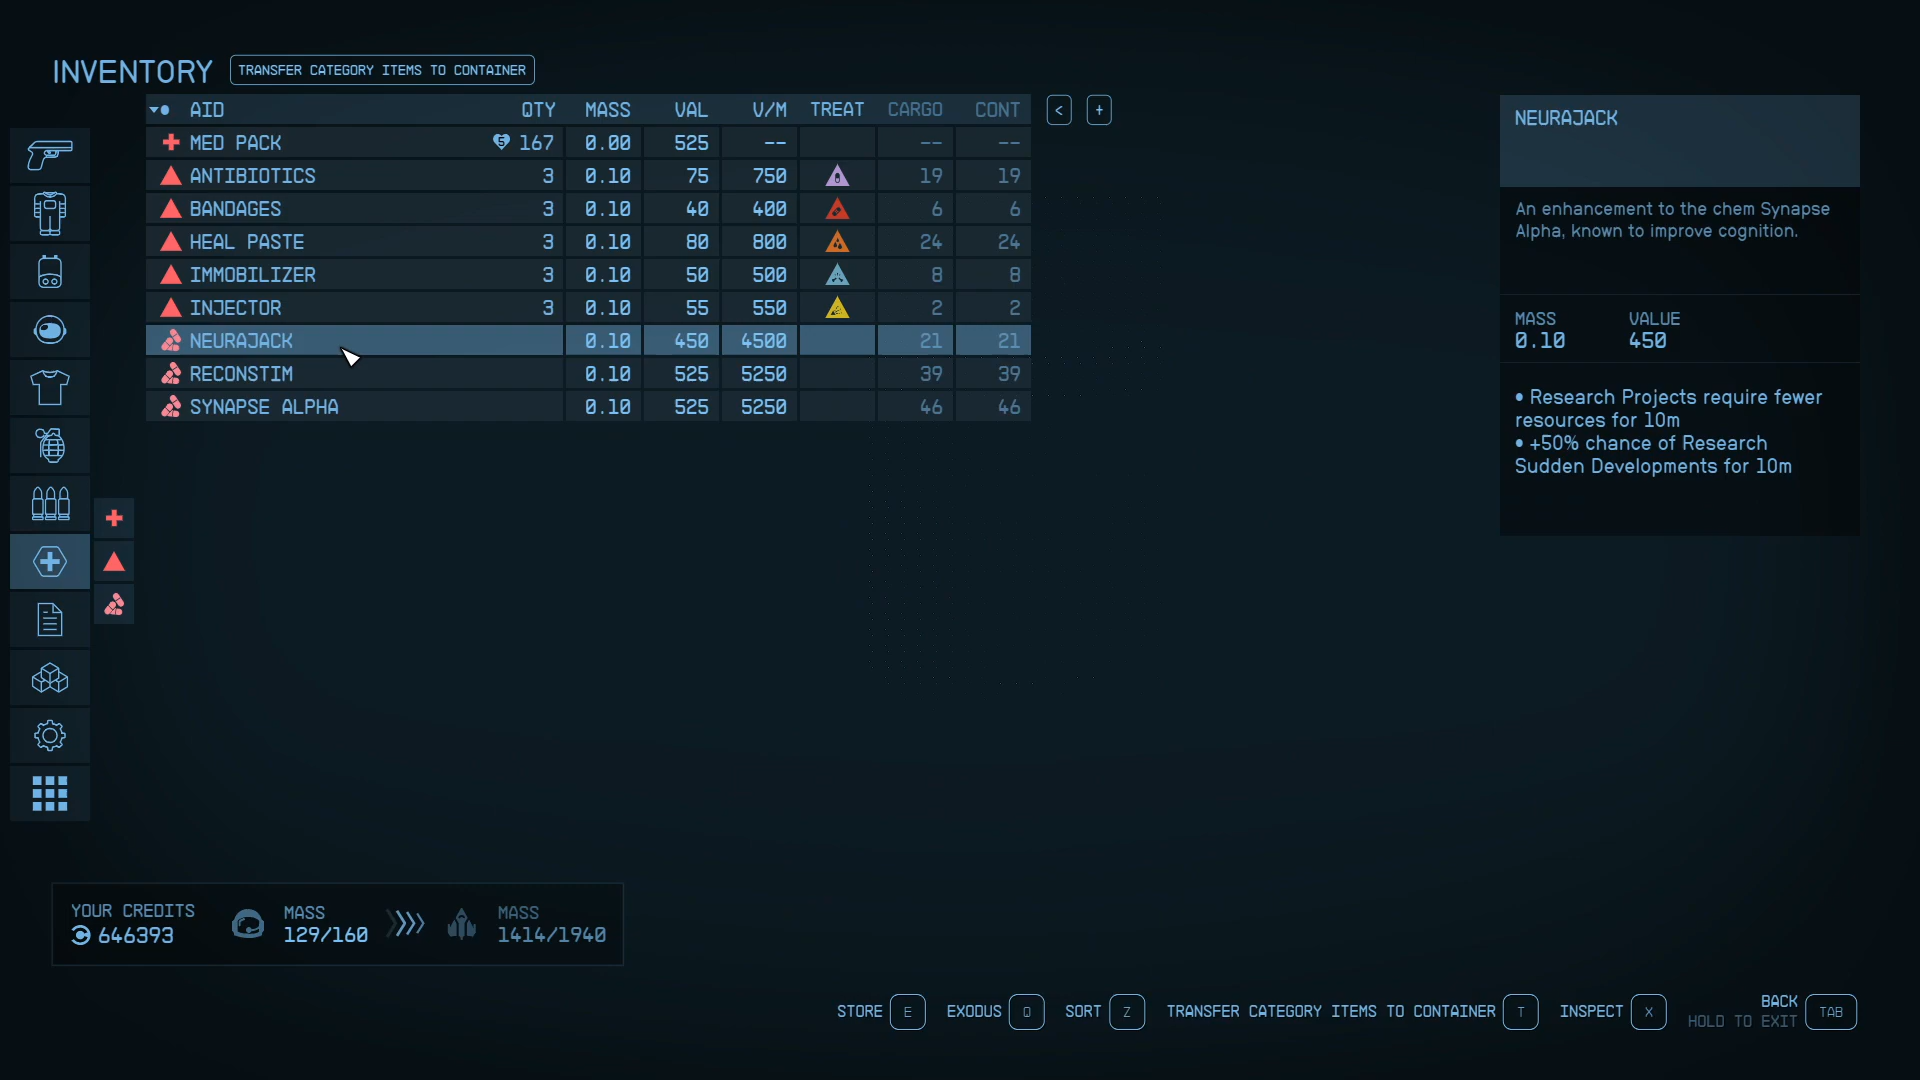 INVENTORY TRANSFER CATEGORY ITEMS TO CONTAINER
AID QTY MASS VAL V/M TREAT CARGO CONT < +
MED PACK 5 167 0.00 525 -- -- --
ANTIBIOTICS 3 0.10 75 750 19 19
BANDAGES 3 0.10 40 400 6 6
HEAL PASTE 3 0.10 80 800 24 24
IMMOBILIZER 3 0.10 50 500 8 8
INJECTOR 3 0.10 55 550 2 2
NEURAJACK 0.10 450 4500 21 21
RECONSTIM 0.10 525 5250 39 39
SYNAPSE ALPHA 0.10 525 5250 46 46
NEURAJACK
An enhancement to the chem Synapse
Alpha, known to improve cognition.
MASS VALUE
0.10 450
• Research Projects require fewer
resources for 10m
• +50% chance of Research
Sudden Developments for 10m
YOUR CREDITS MASS MASS
646393 129/160 1414/1940
STORE E EXODUS Q SORT Z TRANSFER CATEGORY ITEMS TO CONTAINER T INSPECT X BACK TAB
HOLD TO EXIT